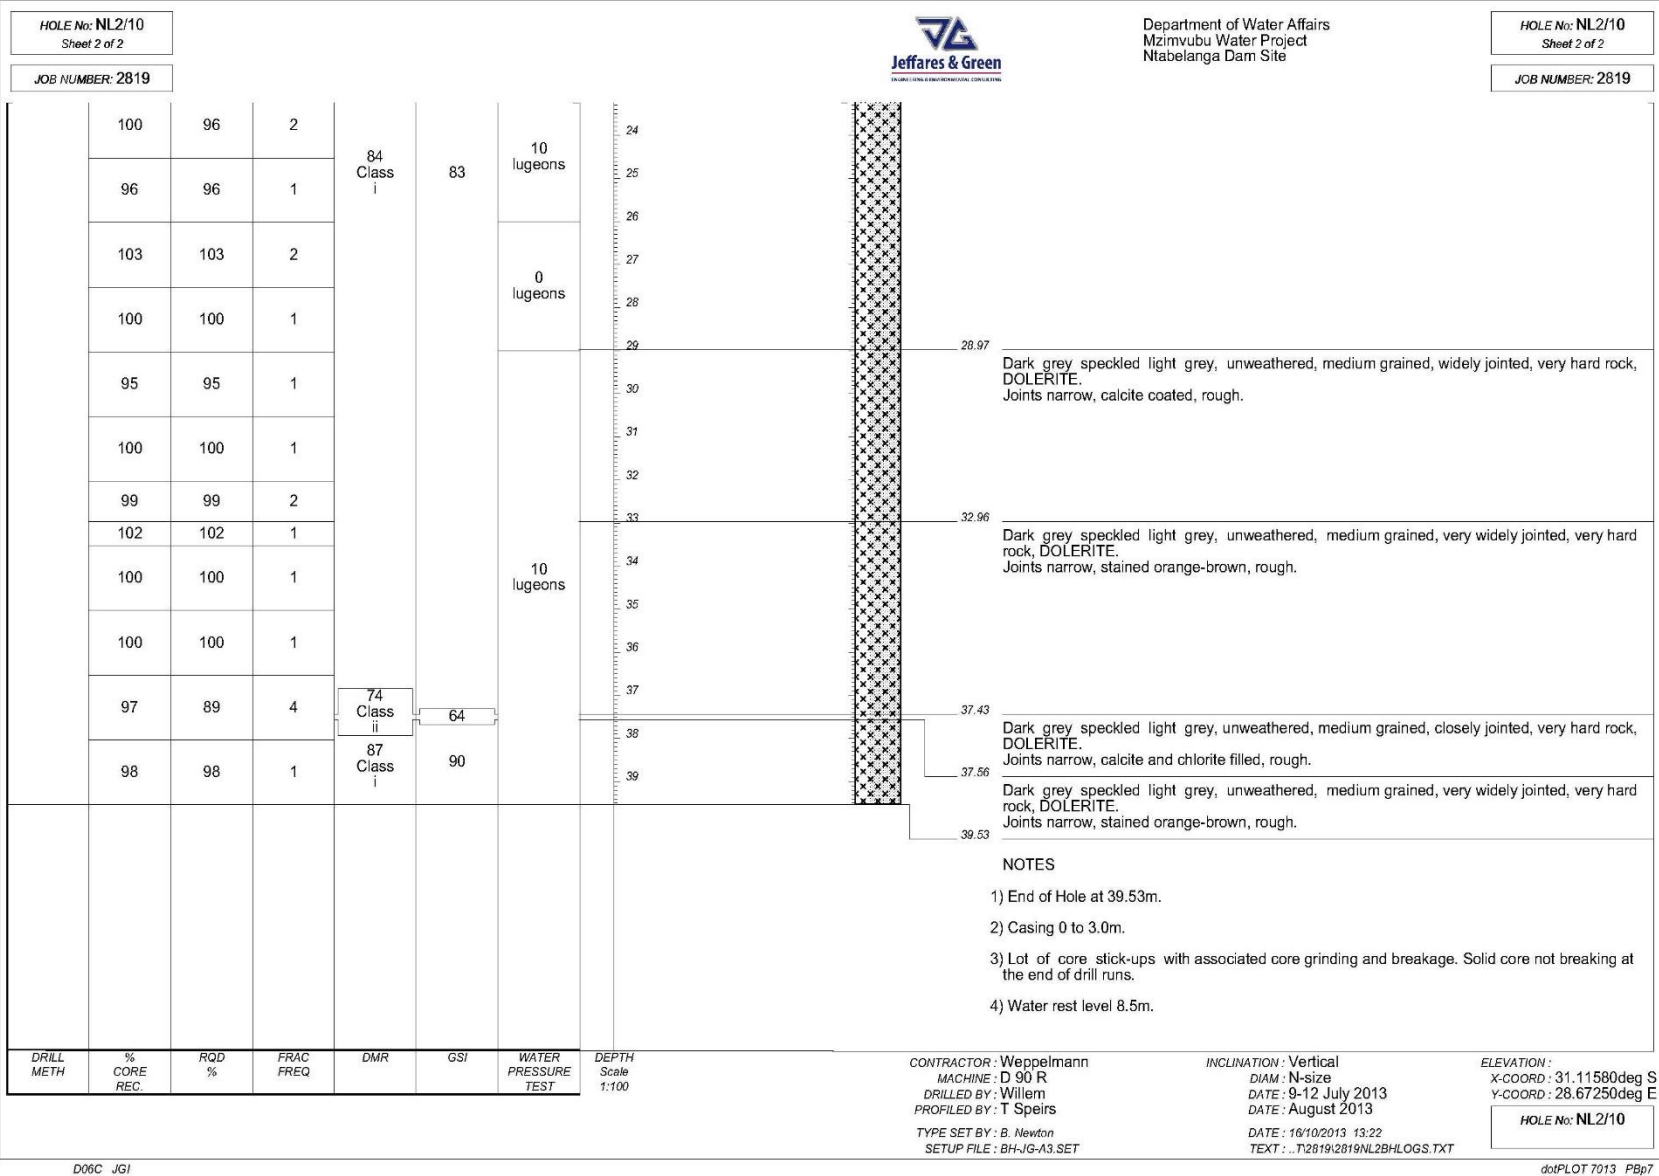 HOLE No: NL2/10
Sheet 2 of 2
JOB NUMBER: 2819
JG
Jeffares & Green
ENGINEERING & ENVIRONMENTAL CONSULTING
Department of Water Affairs
Mzimvubu Water Project
Ntabelanga Dam Site
HOLE No: NL2/10
Sheet 2 of 2
JOB NUMBER: 2819
100 96 2
96 96 1
103 103 2
100 100 1
95 95 1
100 100 1
99 99 2
102 102 1
100 100 1
100 100 1
97 89 4
98 98 1
84
Class
i
74
Class
ii
87
Class
i
83
64
90
10
lugeons
0
lugeons
10
lugeons
24
25
26
27
28
29
30
31
32
33
34
35
36
37
38
39
28.97
Dark grey speckled light grey, unweathered, medium grained, widely jointed, very hard rock,
DOLERITE.
Joints narrow, calcite coated, rough.
32.96
Dark grey speckled light grey, unweathered, medium grained, very widely jointed, very hard
rock, DOLERITE.
Joints narrow, stained orange-brown, rough.
37.43
Dark grey speckled light grey, unweathered, medium grained, closely jointed, very hard rock,
DOLERITE.
Joints narrow, calcite and chlorite filled, rough.
37.56
Dark grey speckled light grey, unweathered, medium grained, very widely jointed, very hard
rock, DOLERITE.
Joints narrow, stained orange-brown, rough.
39.53
NOTES
1) End of Hole at 39.53m.
2) Casing 0 to 3.0m.
3) Lot of core stick-ups with associated core grinding and breakage. Solid core not breaking at
the end of drill runs.
4) Water rest level 8.5m.
DRILL
METH
%
CORE
REC.
RQD
%
FRAC
FREQ
DMR
GSI
WATER
PRESSURE
TEST
DEPTH
Scale
1:100
CONTRACTOR : Weppelmann
MACHINE : D 90 R
DRILLED BY : Willem
PROFILED BY : T Speirs
TYPE SET BY : B. Newton
SETUP FILE : BH-JG-A3.SET
INCLINATION : Vertical
DIAM : N-size
DATE : 9-12 July 2013
DATE : August 2013
DATE : 16/10/2013 13:22
TEXT : ..T\2819\2819NL2BHLOGS.TXT
ELEVATION :
X-COORD : 31.11580deg S
Y-COORD : 28.67250deg E
HOLE No: NL2/10
D06C JGI
dotPLOT 7013 PBp7